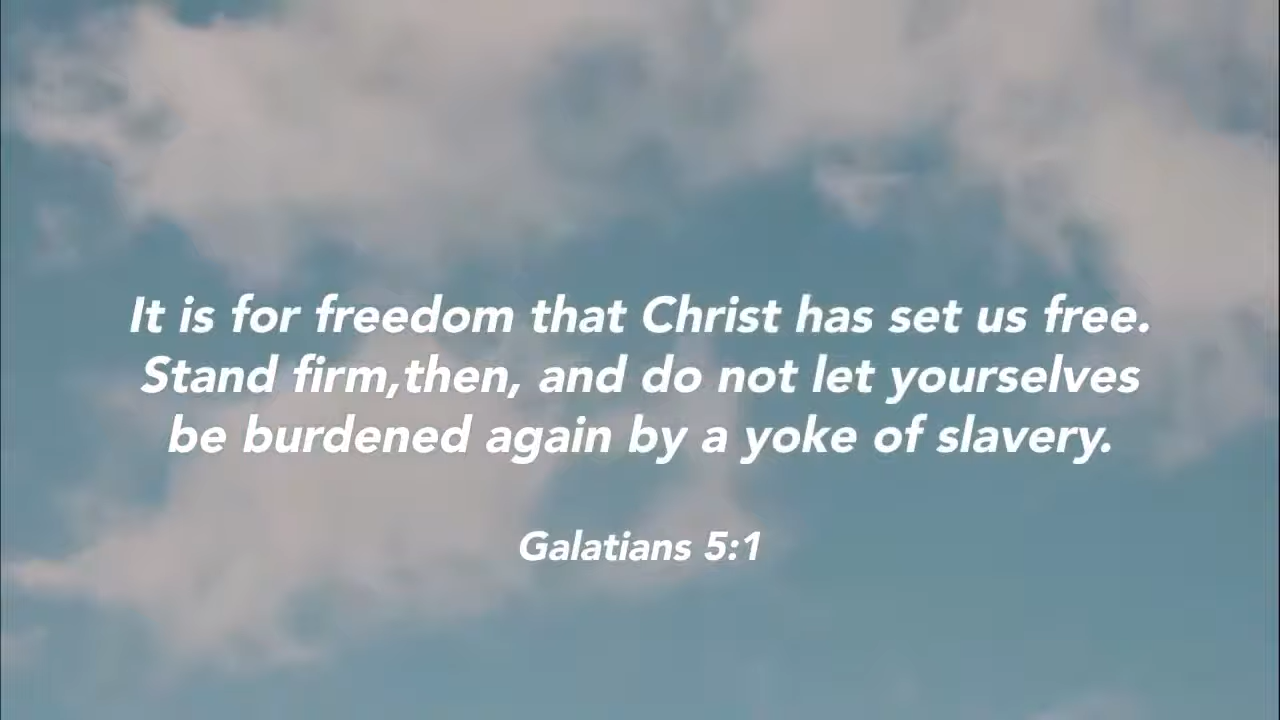 It is for freedom that Christ has set us free.
Stand firm,then, and do not let yourselves
be burdened again by a yoke of slavery.
Galatians 5:1